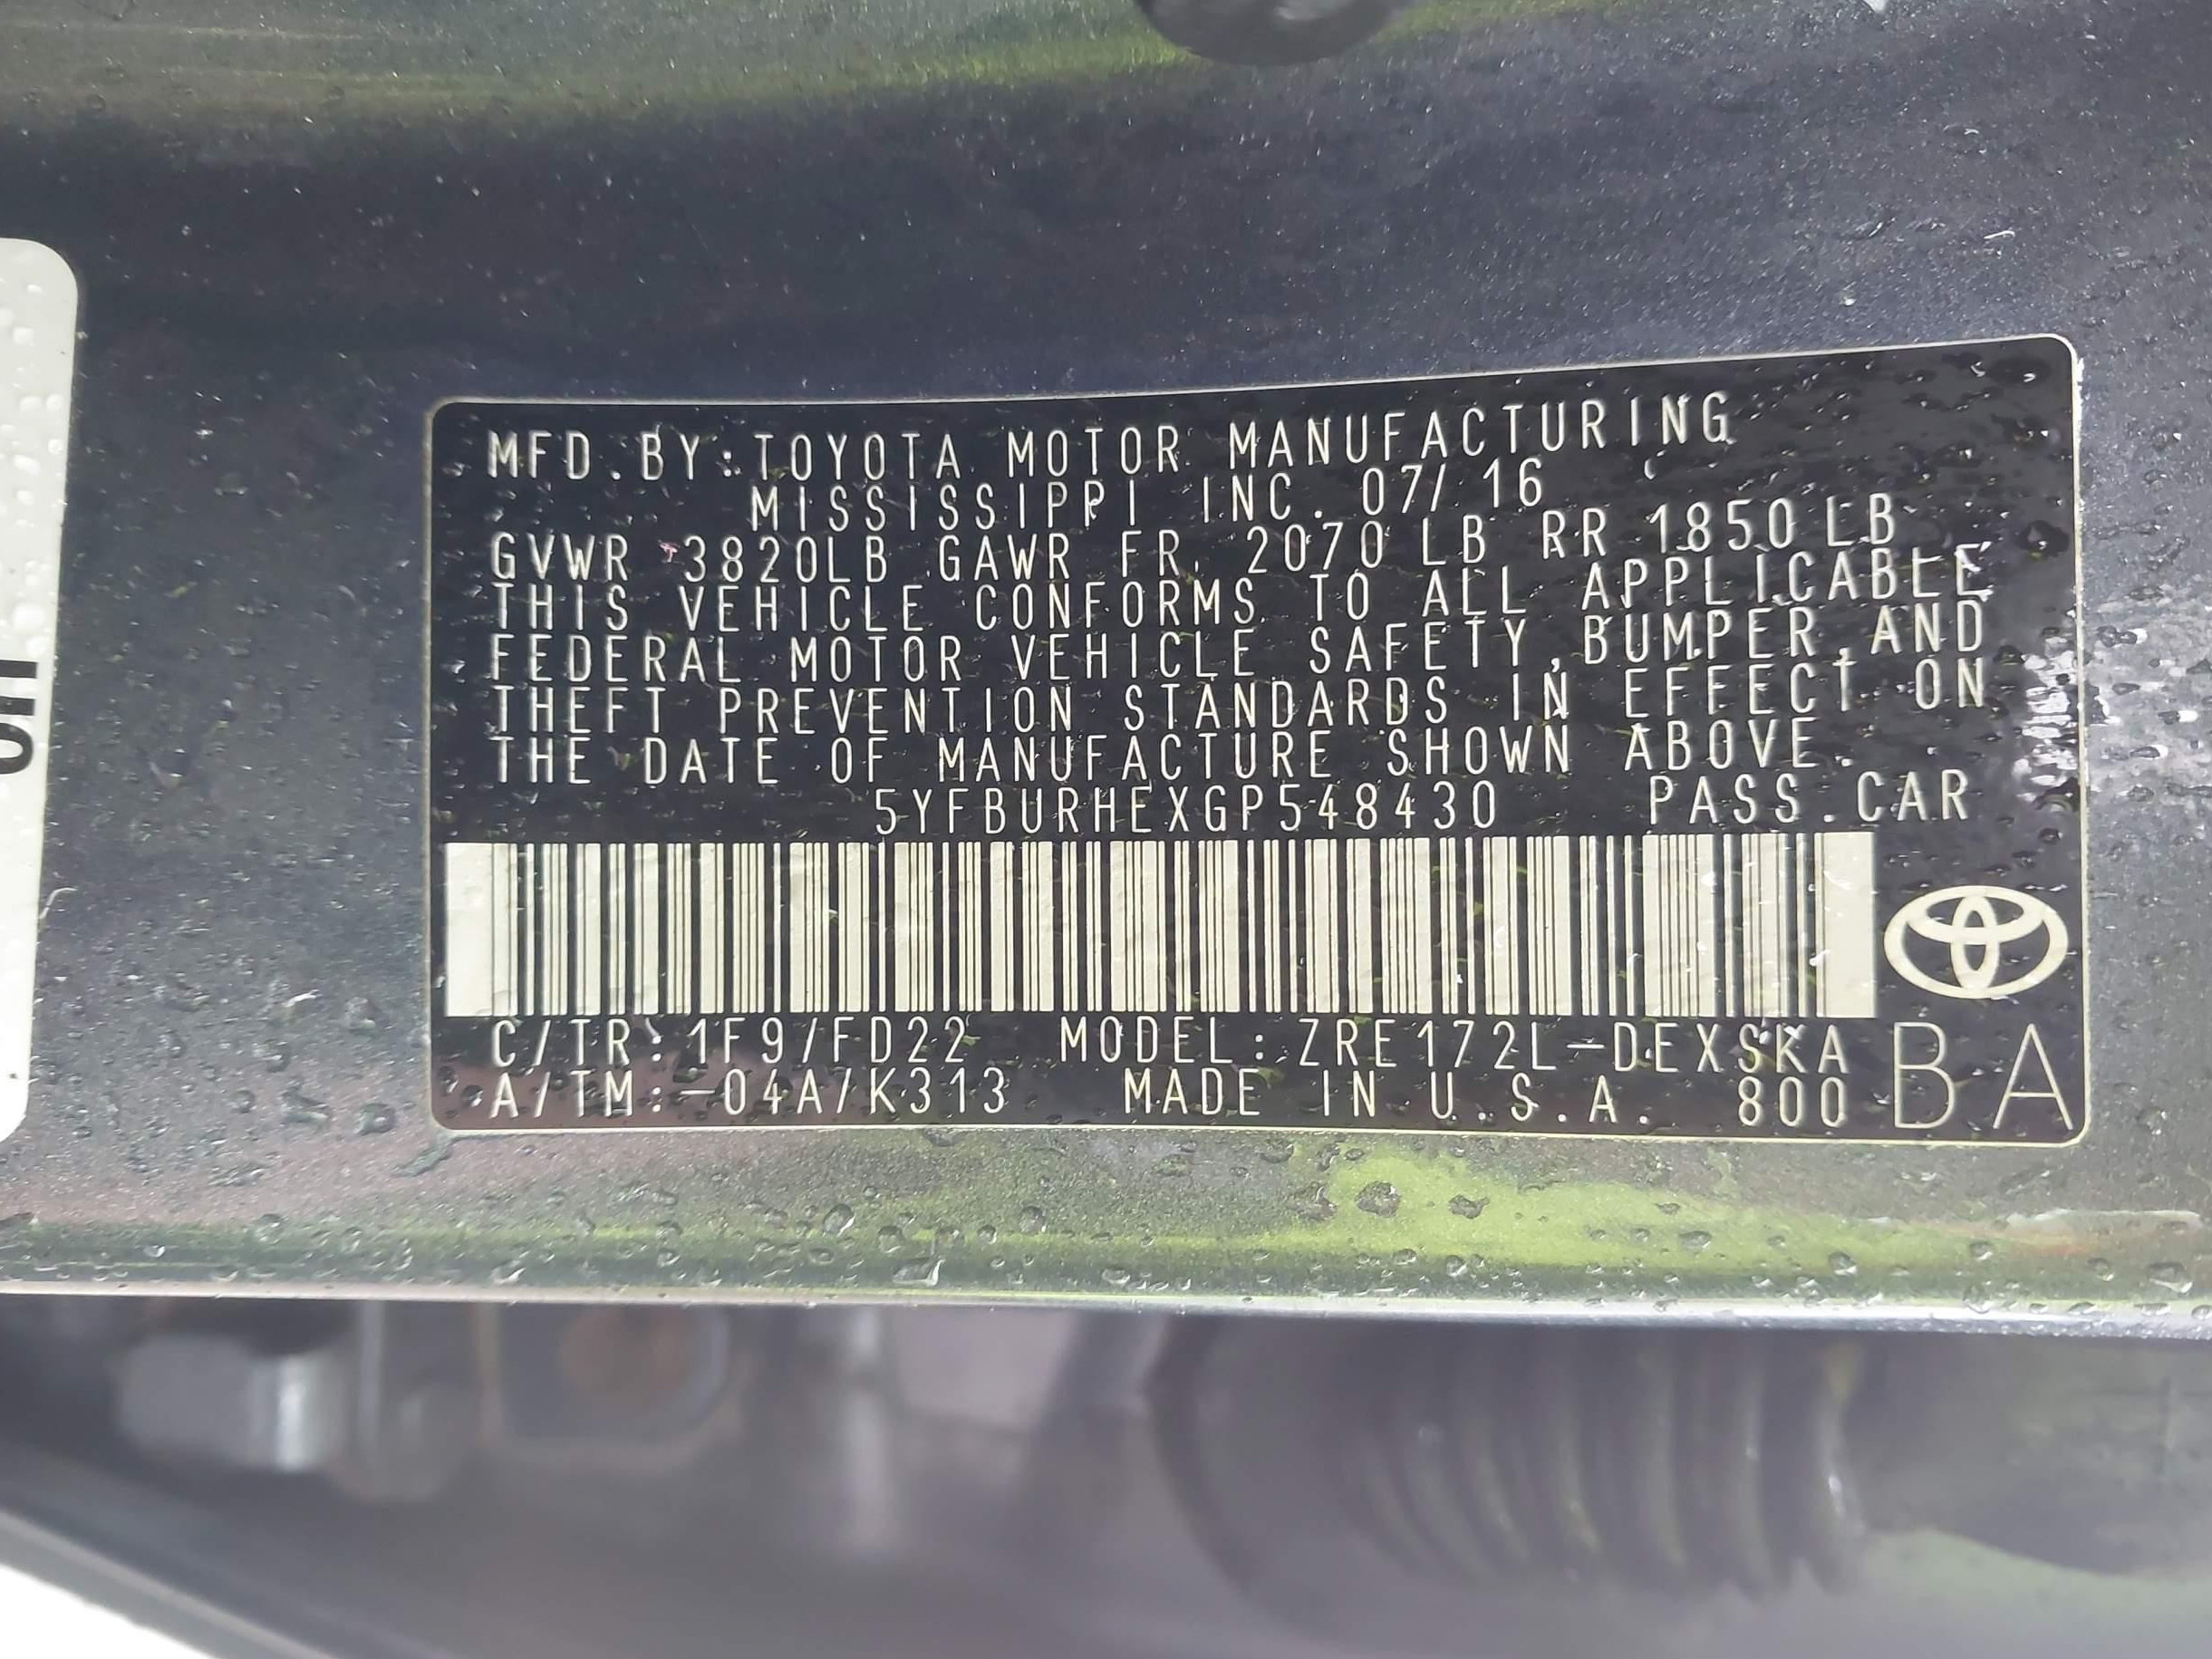 MFD.BY:TOYOTA MOTOR MANUFACTURING
MISSISSIPPI INC. 07/16
GVWR 3820LB GAWR FR. 2070 LB RR 1850 LB
THIS VEHICLE CONFORMS TO ALL APPLICABLE
FEDERAL MOTOR VEHICLE SAFETY,BUMPER,AND
THEFT PREVENTION STANDARDS IN EFFECT ON
THE DATE OF MANUFACTURE SHOWN ABOVE.
5YFBURHEXGP548430 PASS.CAR
C/TR:1F9/FD22 MODEL:ZRE172L-DEXSKA
A/TM:-04A/K313 MADE IN U.S.A. 800
BA